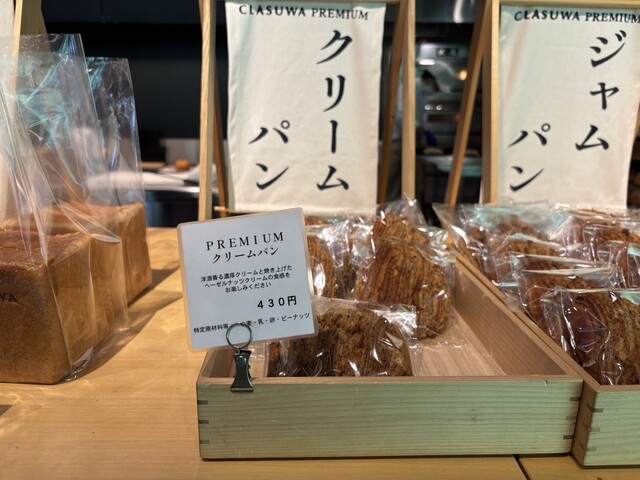 CLASUWA PREMIUM
クリーム
パン
CLASUWA PREMIUM
ジャム
パン
PREMIUM
クリームパン
洋酒香る濃厚クリームと焼き上げた
ヘーゼルナッツクリームの食感を
お楽しみください
430円
特定原材料等 ・乳・卵・ピーナッツ
WA